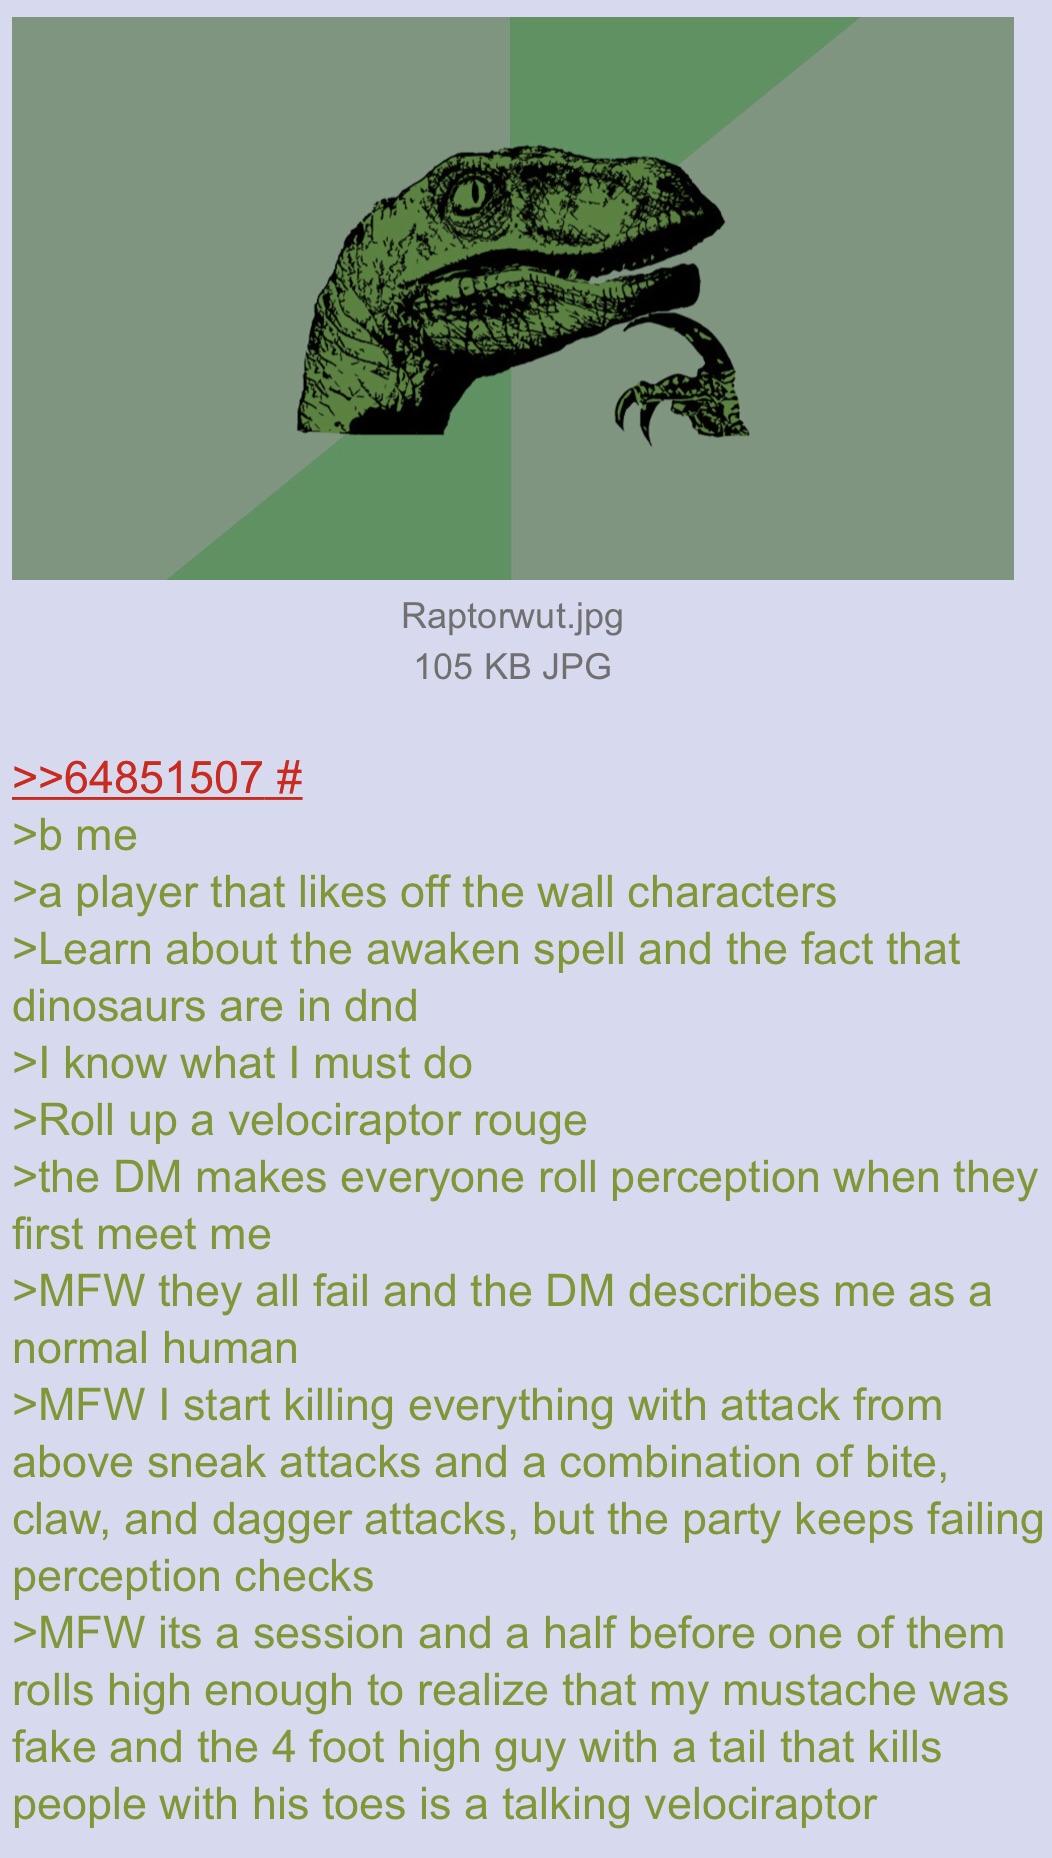 Raptorwut.jpg
105 KB JPG
>>64851507 #
>b me
>a player that likes off the wall characters
>Learn about the awaken spell and the fact that
dinosaurs are in dnd
>I know what I must do
>Roll up a velociraptor rouge
>the DM makes everyone roll perception when they
first meet me
>MFW they all fail and the DM describes me as a
normal human
>MFW I start killing everything with attack from
above sneak attacks and a combination of bite,
claw, and dagger attacks, but the party keeps failing
perception checks
>MFW its a session and a half before one of them
rolls high enough to realize that my mustache was
fake and the 4 foot high guy with a tail that kills
people with his toes is a talking velociraptor